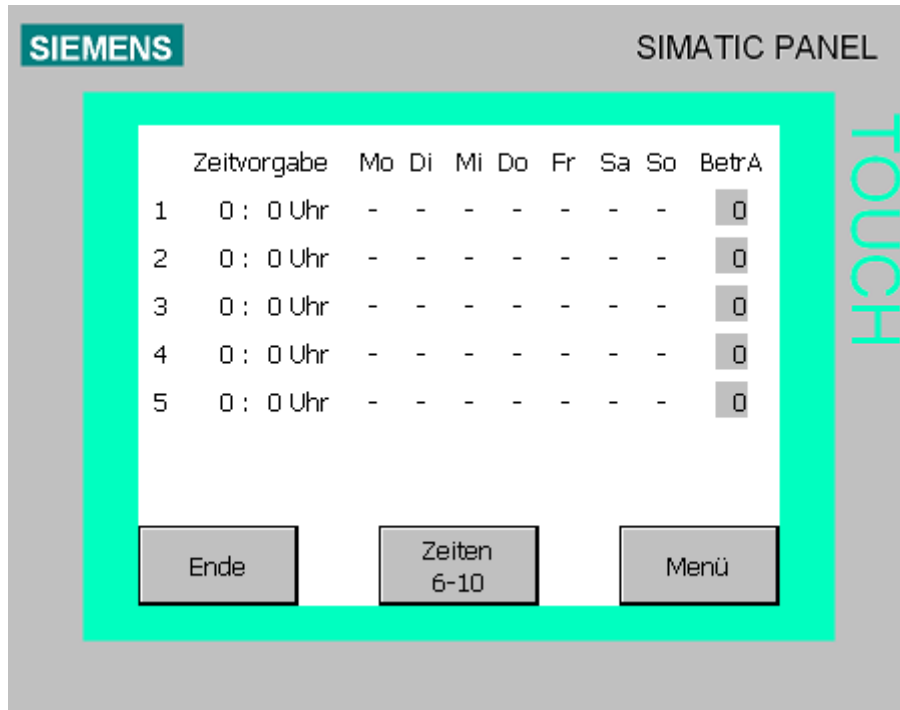 SIEMENS SIMATIC PANEL
TOUCH
Zeitvorgabe Mo Di Mi Do Fr Sa So BetrA
1 0 : 0 Uhr - - - - - - - 0
2 0 : 0 Uhr - - - - - - - 0
3 0 : 0 Uhr - - - - - - - 0
4 0 : 0 Uhr - - - - - - - 0
5 0 : 0 Uhr - - - - - - - 0
Ende
Zeiten
6-10
Menü